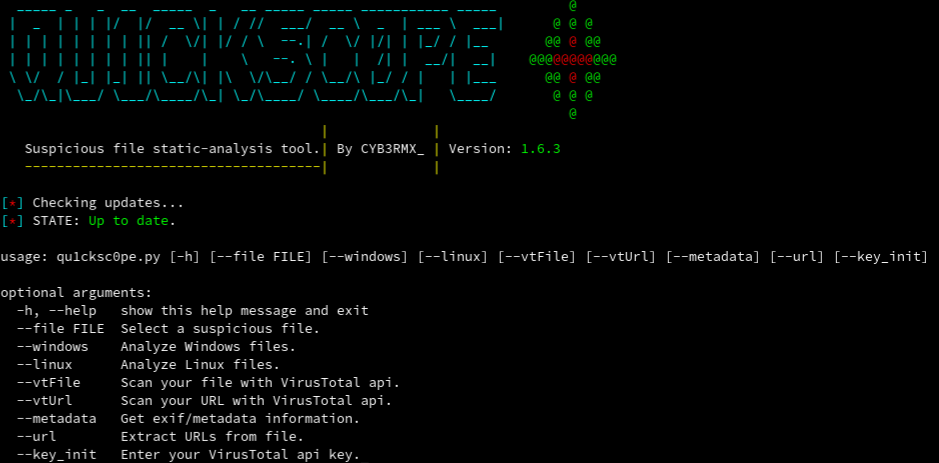 QU1CKSC0PE
Suspicious file static-analysis tool.| By CYB3RMX_ | Version: 1.6.3
[*] Checking updates...
[*] STATE: Up to date.
usage: qu1cksc0pe.py [-h] [--file FILE] [--windows] [--linux] [--vtFile] [--vtUrl] [--metadata] [--url] [--key_init]
optional arguments:
-h, --help show this help message and exit
--file FILE Select a suspicious file.
--windows Analyze Windows files.
--linux Analyze Linux files.
--vtFile Scan your file with VirusTotal api.
--vtUrl Scan your URL with VirusTotal api.
--metadata Get exif/metadata information.
--url Extract URLs from file.
--key_init Enter your VirusTotal api key.